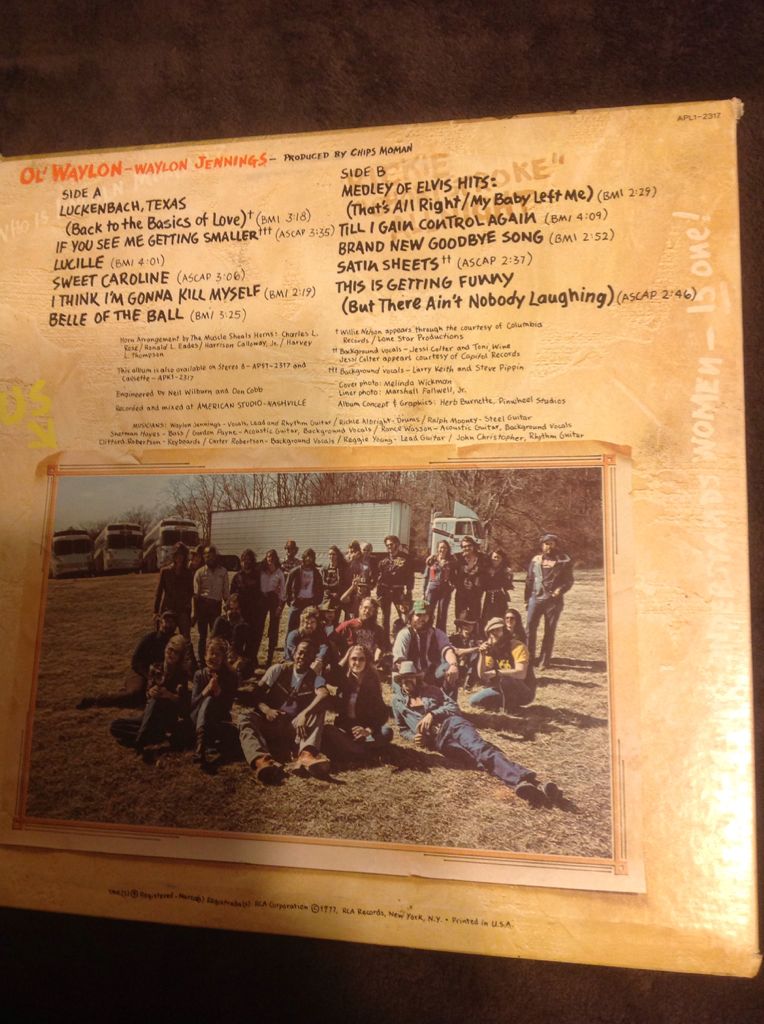 APL1-2317
OL' WAYLON - WAYLON JENNINGS - PRODUCED BY CHIPS MOMAN
SIDE A
LUCKENBACH, TEXAS
(Back to the Basics of Love)† (BMI 3:18)
IF YOU SEE ME GETTING SMALLER††† (ASCAP 3:35)
LUCILLE (BMI 4:01)
SWEET CAROLINE (ASCAP 3:06)
I THINK I'M GONNA KILL MYSELF (BMI 2:19)
BELLE OF THE BALL (BMI 3:25)
Horn Arrangement by The Muscle Shoals Horns: Charles L.
Rose/Ronald L. Eades/Harrison Calloway, Jr./Harvey
L. Thompson
This album is also available on Stereo 8 - APS1-2317 and
Cassette - APK1-2317
Engineered by Neil Wilburn and Don Cobb
Recorded and mixed at AMERICAN STUDIO-NASHVILLE
SIDE B
MEDLEY OF ELVIS HITS:
(That's All Right/My Baby Left Me) (BMI 2:29)
TILL I GAIN CONTROL AGAIN (BMI 4:09)
BRAND NEW GOODBYE SONG (BMI 2:52)
SATIN SHEETS†† (ASCAP 2:37)
THIS IS GETTING FUNNY
(But There Ain't Nobody Laughing) (ASCAP 2:46)
† Willie Nelson appears through the courtesy of Columbia
Records/Lone Star Productions
†† Background vocals - Jessi Colter and Toni Wine
Jessi Colter appears courtesy of Capitol Records
††† Background vocals - Larry Keith and Steve Pippin
Cover photo: Melinda Wickman
Liner photo: Marshall Fallwell, Jr.
Album Concept & Graphics: Herb Burnette, Pinwheel Studios
MUSICIANS: Waylon Jennings - Vocals, Lead and Rhythm Guitar / Richie Albright - Drums / Ralph Mooney - Steel Guitar
Sherman Hayes - Bass / Gordon Payne - Acoustic Guitar, Background Vocals / Rance Wasson - Acoustic Guitar, Background Vocals
Clifford Robertson - Keyboards / Carter Robertson - Background Vocals / Reggie Young - Lead Guitar / John Christopher, Rhythm Guitar
TMK(s) ® Registered - Marca(s) Registrada(s) RCA Corporation © 1977, RCA Records, New York, N.Y. • Printed in U.S.A.